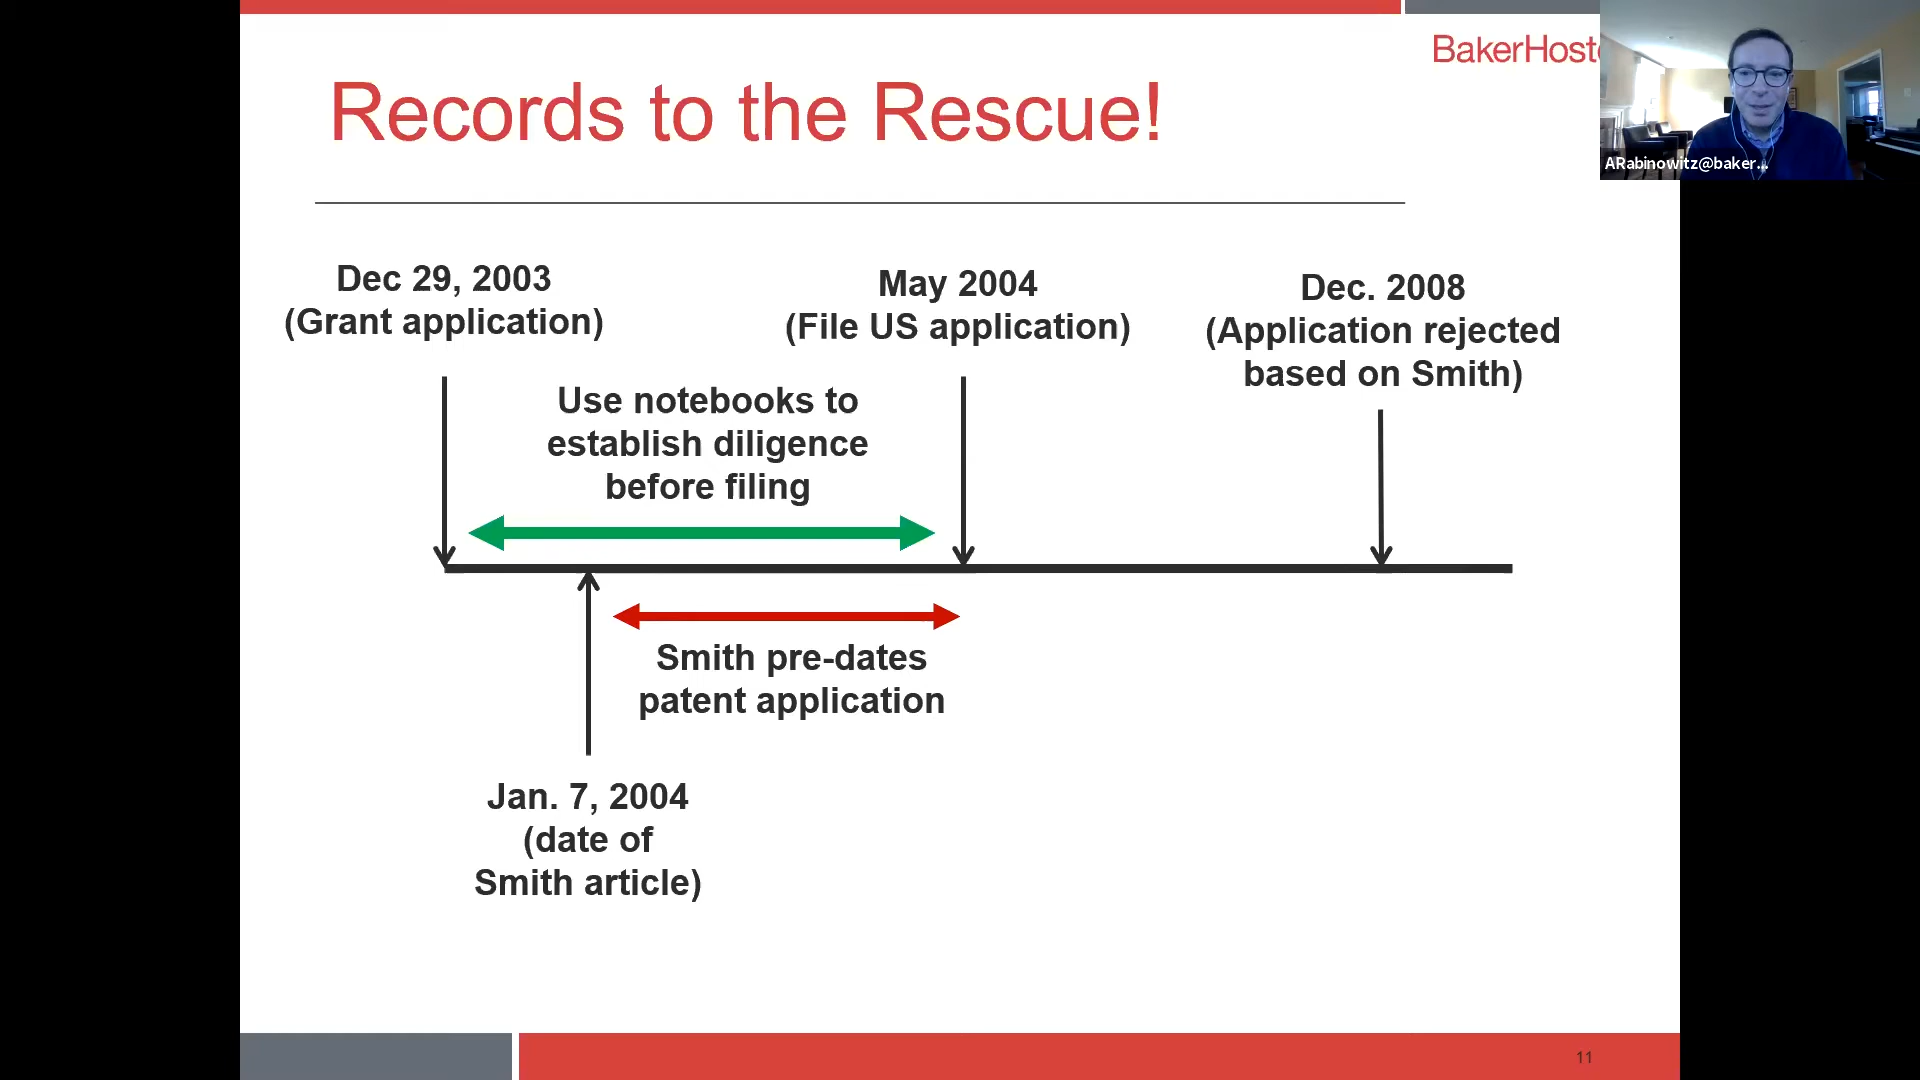 BakerHost
ARabinowitz@baker...
Records to the Rescue!
Dec 29, 2003
(Grant application)
May 2004
(File US application)
Dec. 2008
(Application rejected
based on Smith)
Use notebooks to
establish diligence
before filing
Smith pre-dates
patent application
Jan. 7, 2004
(date of
Smith article)
11